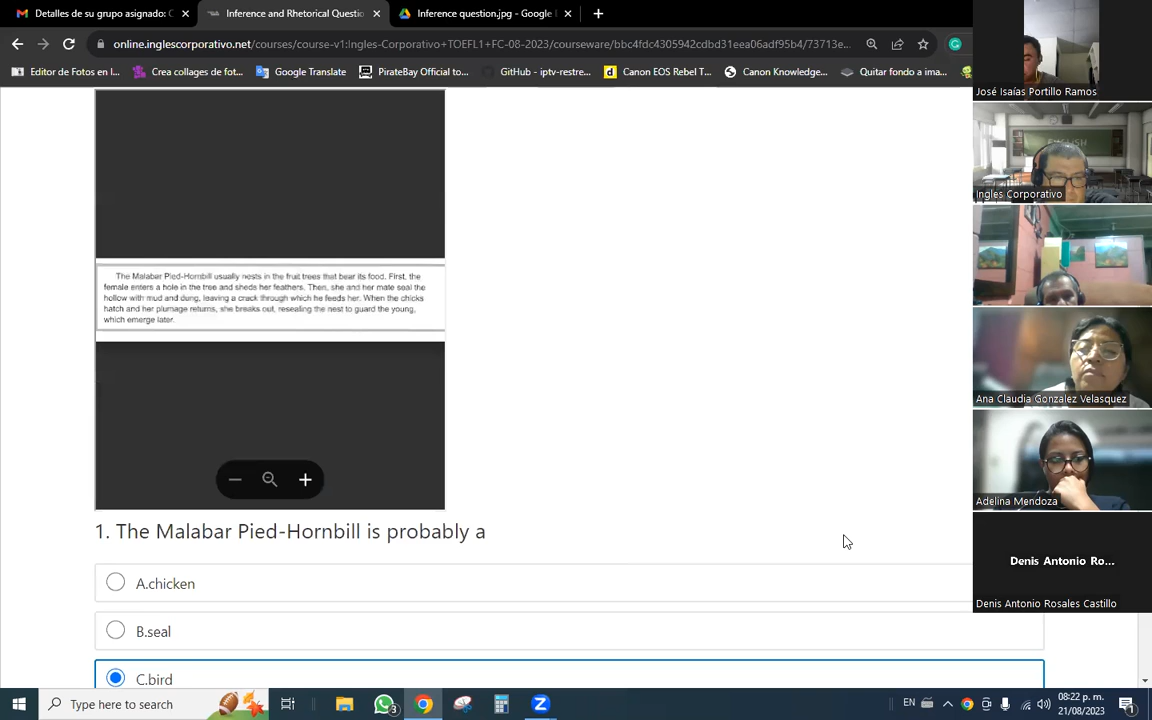 Detalles de su grupo asignado: C
Inference and Rhetorical Questio
Inference question.jpg - Google
online.inglescorporativo.net/courses/course-v1:Ingles-Corporativo+TOEFL1+FC-08-2023/courseware/bbc4fdc4305942cdbd31eea06adf95b4/73713e...
Editor de Fotos en l...
Crea collages de fot...
Google Translate
PirateBay Official to...
GitHub - iptv-restre...
Canon EOS Rebel T...
Canon Knowledge...
Quitar fondo a ima...
José Isaías Portillo Ramos
ENGLISH
Ingles Corporativo
Ana Claudia Gonzalez Velasquez
Adelina Mendoza
Denis Antonio Ro...
Denis Antonio Rosales Castillo
The Malabar Pied-Hornbill usually nests in the fruit trees that bear its food. First, the
female enters a hole in the tree and sheds her feathers. Then, she and her mate seal the
hollow with mud and dung, leaving a crack through which he feeds her. When the chicks
hatch and her plumage returns, she breaks out, resealing the nest to guard the young,
which emerge later.
1. The Malabar Pied-Hornbill is probably a
A.chicken
B.seal
C.bird
Type here to search
3
EN
08:22 p. m.
21/08/2023
1